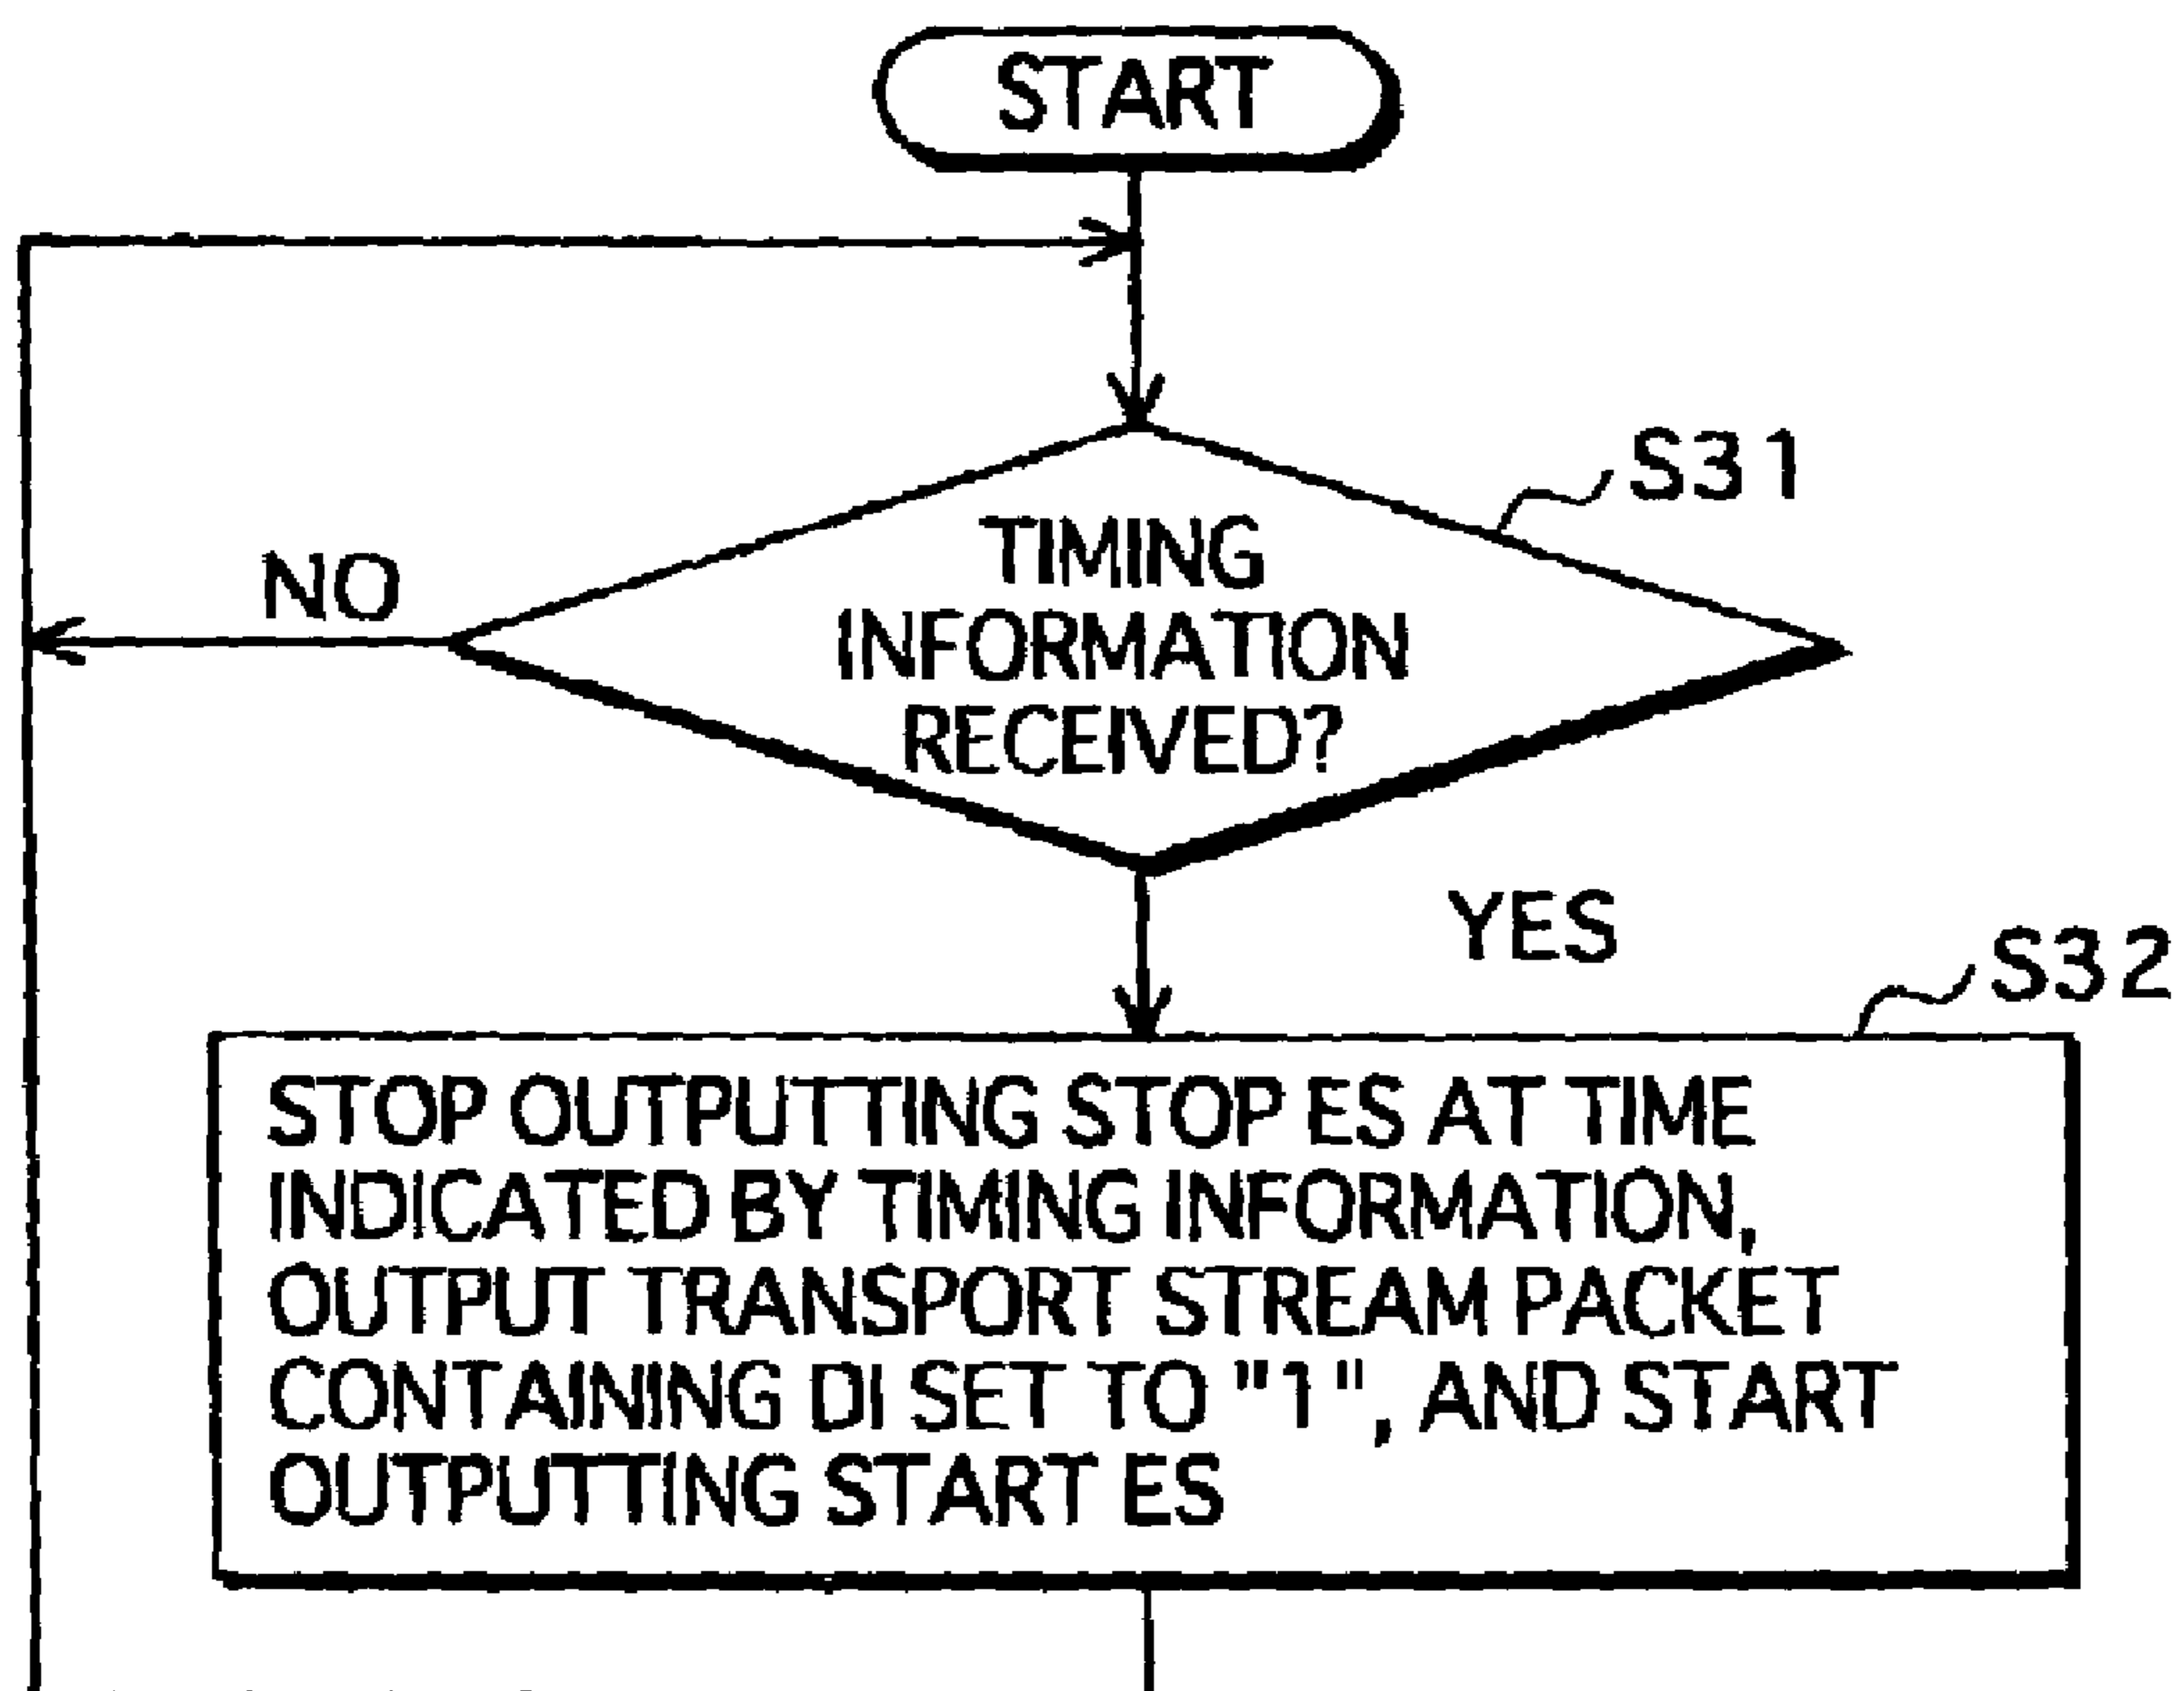 START
S31
TIMING
INFORMATION
RECEIVED?
NO
YES
S32
STOP OUTPUTTING STOP ES AT TIME
INDICATED BY TIMING INFORMATION,
OUTPUT TRANSPORT STREAM PACKET
CONTAINING DI SET TO "1", AND START
OUTPUTTING START ES